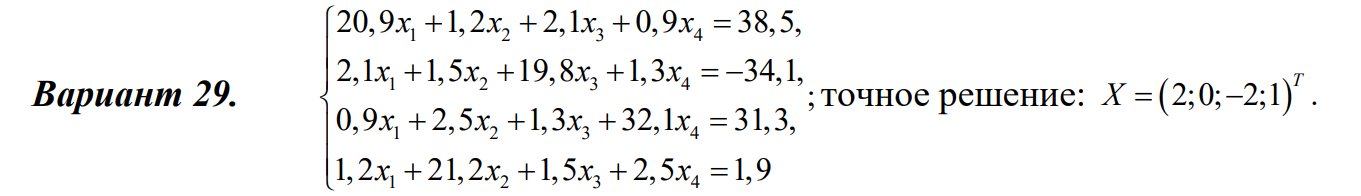 20,9x₁ + 1,2x₂ + 2,1x₃ + 0,9x₄ = 38,5,
2,1x₁ + 1,5x₂ + 19,8x₃ + 1,3x₄ = −34,1,
Вариант 29. ; точное решение: X = (2;0;−2;1)ᵀ.
0,9x₁ + 2,5x₂ + 1,3x₃ + 32,1x₄ = 31,3,
1,2x₁ + 21,2x₂ + 1,5x₃ + 2,5x₄ = 1,9